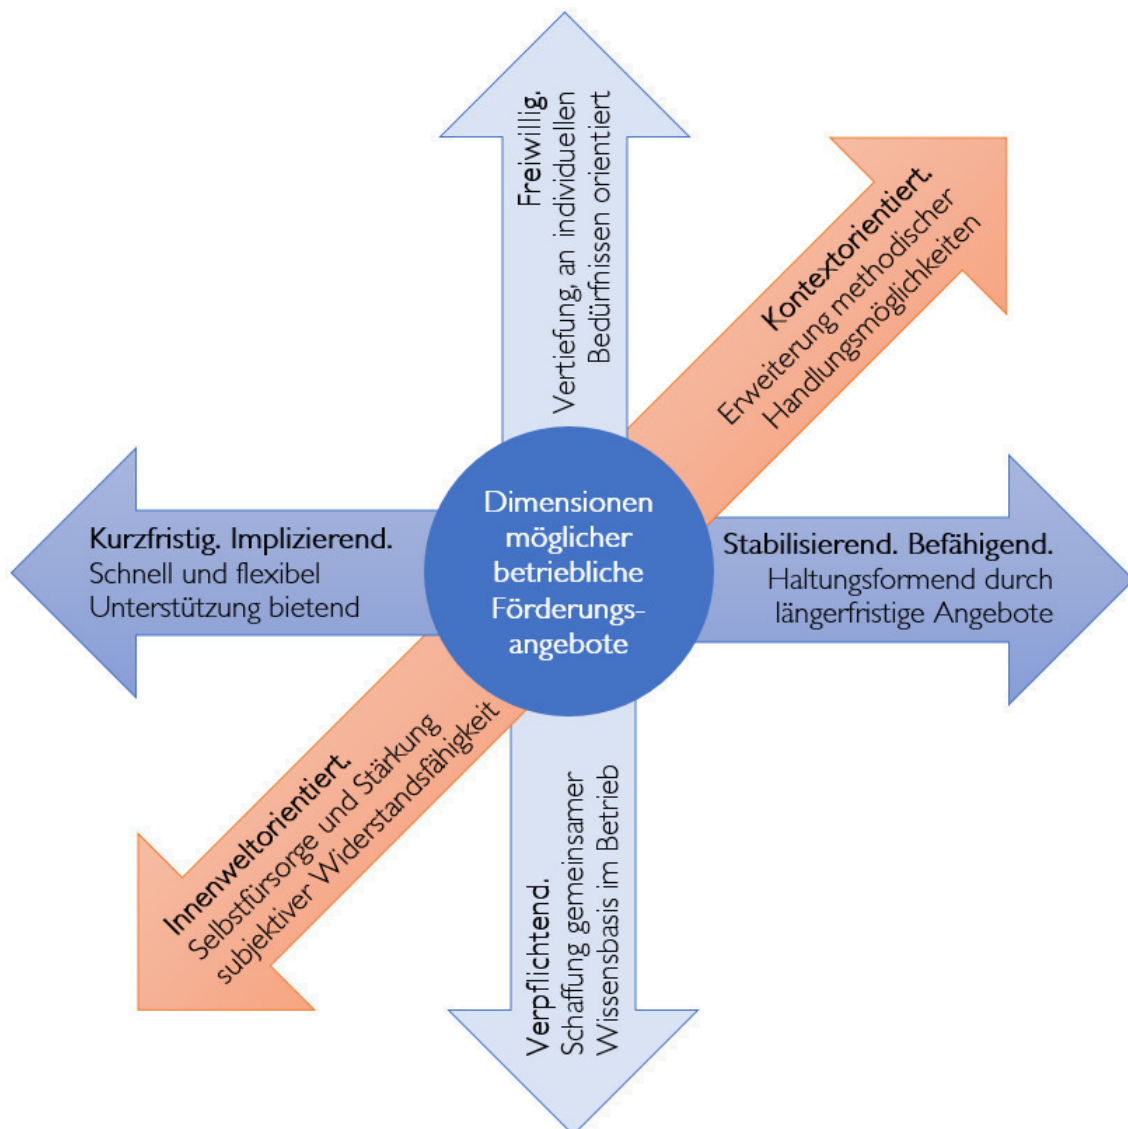 Freiwillig.
Vertiefung, an individuellen
Bedürfnissen orientiert
Kontextorientiert.
Erweiterung methodischer
Handlungsmöglichkeiten
Kurzfristig. Implizierend.
Schnell und flexibel
Unterstützung bietend
Dimensionen
möglicher
betriebliche
Förderungs-
angebote
Stabilisierend. Befähigend.
Haltungsformend durch
längerfristige Angebote
Innenweltorientiert.
Selbstfürsorge und Stärkung
subjektiver Widerstandsfähigkeit
Verpflichtend.
Schaffung gemeinsamer
Wissensbasis im Betrieb